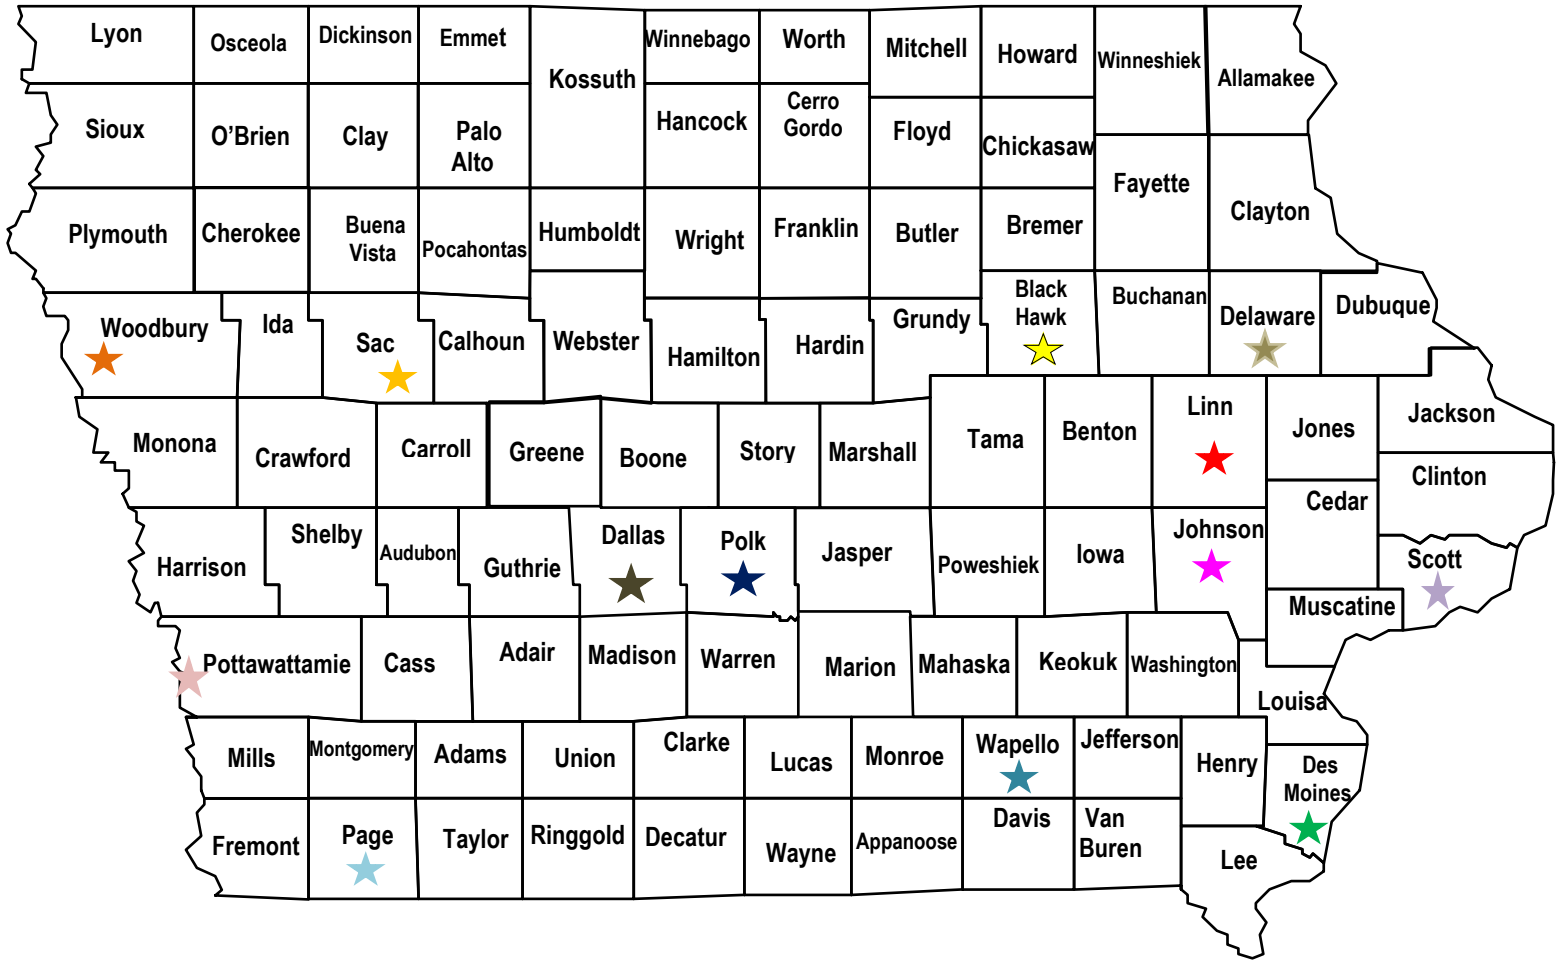 Lyon
Osceola
Dickinson
Emmet
Kossuth
Winnebago
Worth
Mitchell
Howard
Winneshiek
Allamakee
Sioux
O’Brien
Clay
Palo
Alto
Hancock
Cerro
Gordo
Floyd
Chickasaw
Fayette
Clayton
Plymouth
Cherokee
Buena
Vista
Pocahontas
Humboldt
Wright
Franklin
Butler
Bremer
Woodbury
Ida
Sac
Calhoun
Webster
Hamilton
Hardin
Grundy
Black
Hawk
Buchanan
Delaware
Dubuque
Monona
Crawford
Carroll
Greene
Boone
Story
Marshall
Tama
Benton
Linn
Jones
Jackson
Clinton
Cedar
Harrison
Shelby
Audubon
Guthrie
Dallas
Polk
Jasper
Poweshiek
Iowa
Johnson
Scott
Muscatine
Pottawattamie
Cass
Adair
Madison
Warren
Marion
Mahaska
Keokuk
Washington
Louisa
Mills
Montgomery
Adams
Union
Clarke
Lucas
Monroe
Wapello
Jefferson
Henry
Des
Moines
Fremont
Page
Taylor
Ringgold
Decatur
Wayne
Appanoose
Davis
Van
Buren
Lee